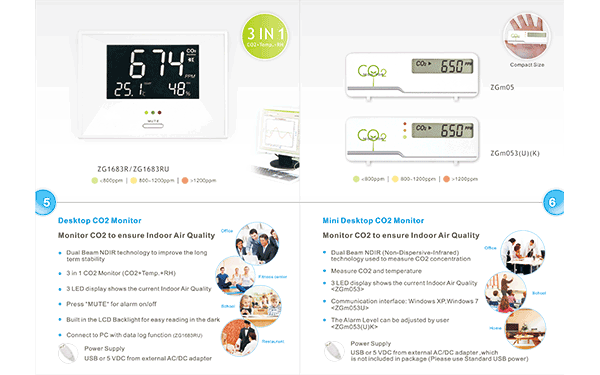 3 IN 1
CO2+Temp.+RH
CO₂
674
PPM
25.1 °C
48 %
MUTE
ZG1683R/ZG1683RU
<800ppm
800~1200ppm
>1200ppm
CO2
CO₂ ▶ 650 PPM
Compact Size
ZGm05
CO2
CO₂ ▶ 650 PPM
ZGm053(U)(K)
<800ppm
800~1200ppm
>1200ppm
5
Desktop CO2 Monitor
Monitor CO2 to ensure Indoor Air Quality
Dual Beam NDIR technology to improve the long
term stability
3 in 1 CO2 Monitor (CO2+Temp.+RH)
3 LED display shows the current Indoor Air Quality
Press "MUTE" for alarm on/off
Built in the LCD Backlight for easy reading in the dark
Connect to PC with data log function (ZG1683RU)
Power Supply
USB or 5 VDC from external AC/DC adapter
Office
Fitness center
School
Restaurant
6
Mini Desktop CO2 Monitor
Monitor CO2 to ensure Indoor Air Quality
Dual Beam NDIR (Non-Dispersive-Infrared)
technology used to measure CO2 concentration
Measure CO2 and temperature
3 LED display shows the current Indoor Air Quality
<ZGm053>
Communication interface: Windows XP,Windows 7
<ZGm053U>
The Alarm Level can be adjusted by user
<ZGm053(U)K>
Power Supply
USB or 5 VDC from external AC/DC adapter,which
is not included in package (Please use Standard USB power)
Office
School
Home